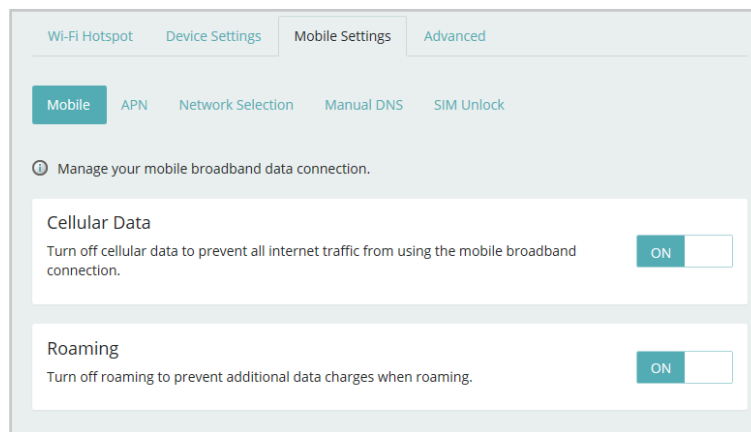 Wi-Fi Hotspot Device Settings Mobile Settings Advanced
Mobile APN Network Selection Manual DNS SIM Unlock
Manage your mobile broadband data connection.
Cellular Data
Turn off cellular data to prevent all internet traffic from using the mobile broadband
connection.
ON
Roaming
Turn off roaming to prevent additional data charges when roaming.
ON